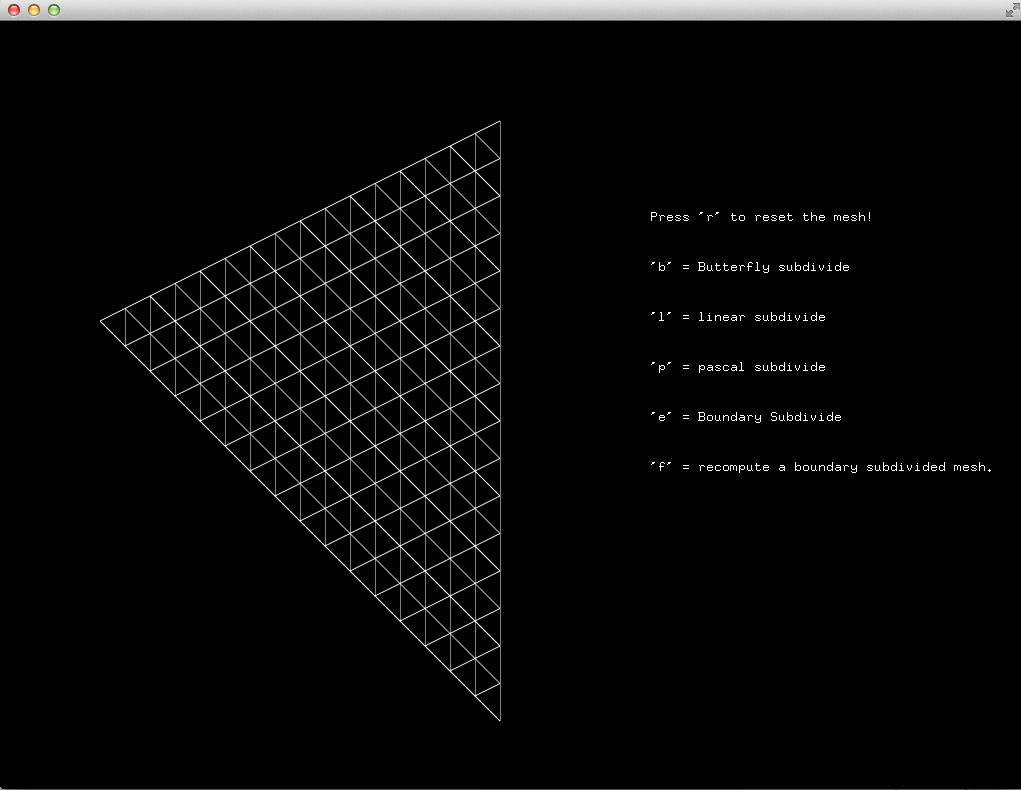 Press 'r' to reset the mesh!
'b' = Butterfly subdivide
'l' = linear subdivide
'p' = pascal subdivide
'e' = Boundary Subdivide
'f' = recompute a boundary subdivided mesh.